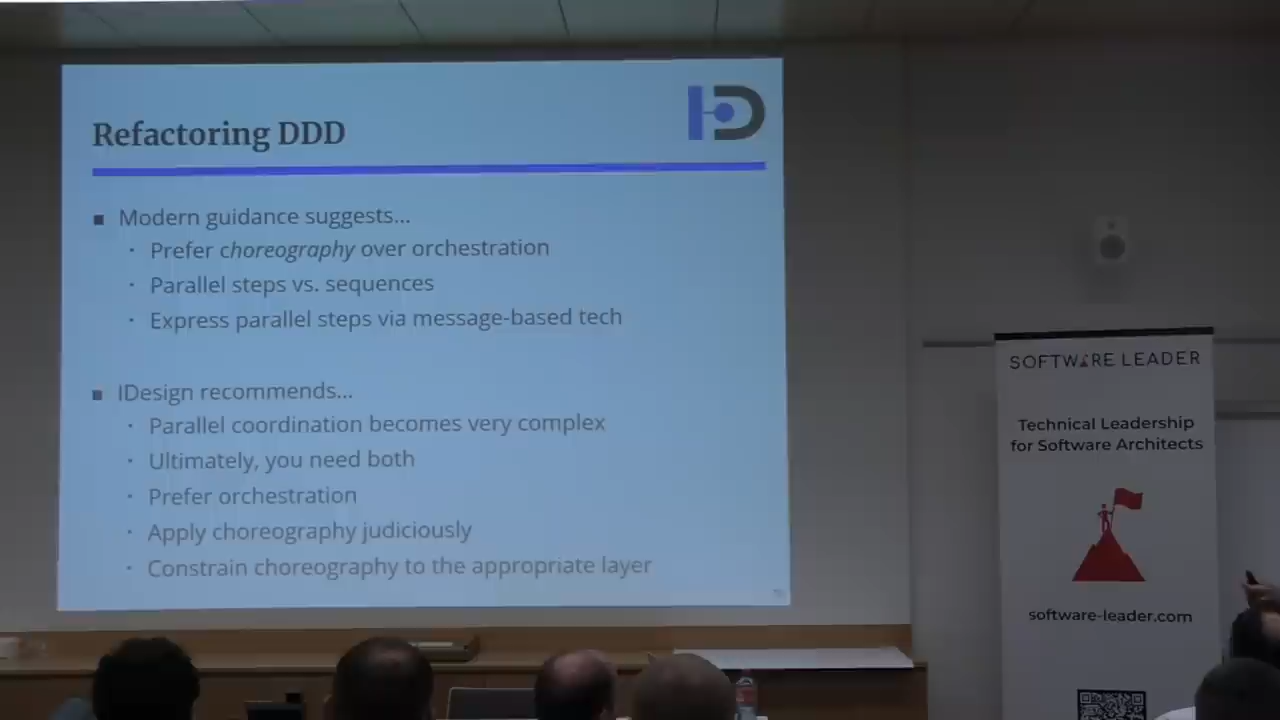 Refactoring DDD
Modern guidance suggests...
Prefer choreography over orchestration
Parallel steps vs. sequences
Express parallel steps via message-based tech
IDesign recommends...
Parallel coordination becomes very complex
Ultimately, you need both
Prefer orchestration
Apply choreography judiciously
Constrain choreography to the appropriate layer
SOFTWARE LEADER
Technical Leadership
for Software Architects
software-leader.com